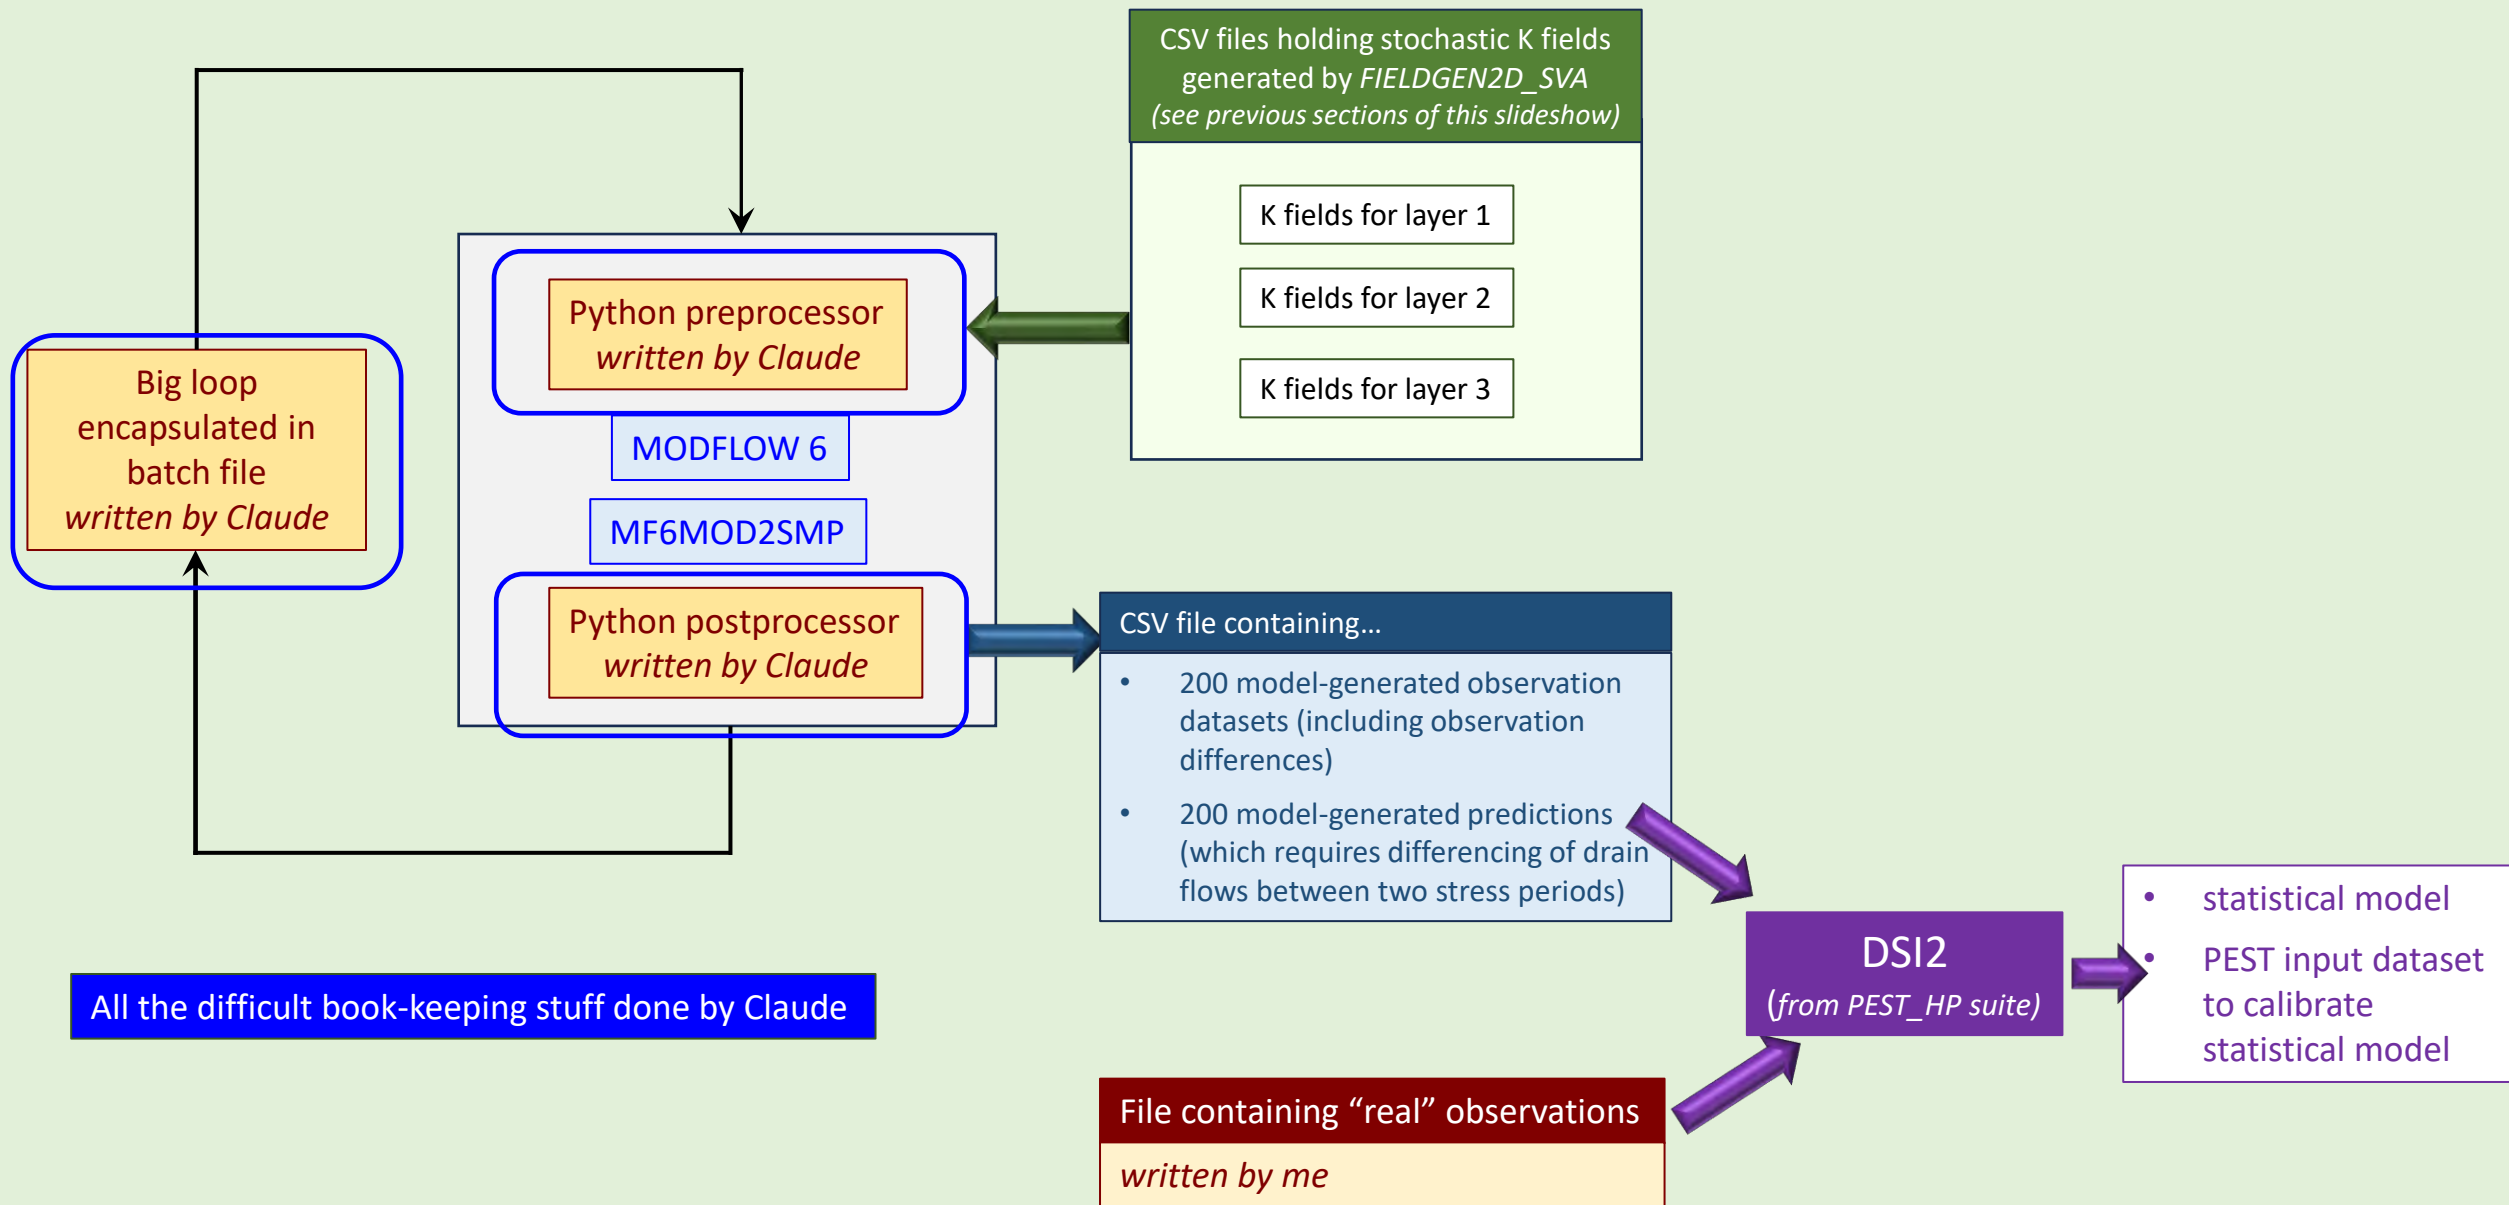 CSV files holding stochastic K fields
generated by FIELDGEN2D_SVA
(see previous sections of this slideshow)
K fields for layer 1
K fields for layer 2
K fields for layer 3
Python preprocessor
written by Claude
Big loop
encapsulated in
batch file
written by Claude
MODFLOW 6
MF6MOD2SMP
Python postprocessor
written by Claude
CSV file containing…
• 200 model-generated observation
datasets (including observation
differences)
• 200 model-generated predictions
(which requires differencing of drain
flows between two stress periods)
DSI2
(from PEST_HP suite)
• statistical model
• PEST input dataset
to calibrate
statistical model
All the difficult book-keeping stuff done by Claude
File containing “real” observations
written by me